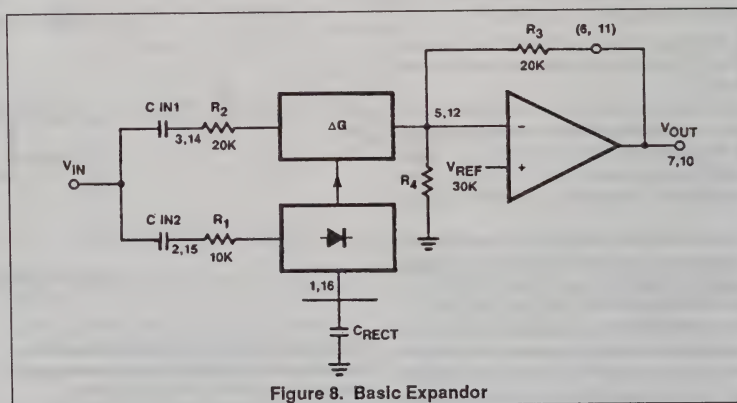 R3
(6, 11)
20K
C IN1
R2
3,14
20K
ΔG
5,12
–
VOUT
7,10
VIN
VREF
+
R4
30K
C IN2
R1
2,15
10K
1,16
CRECT
Figure 8. Basic Expandor